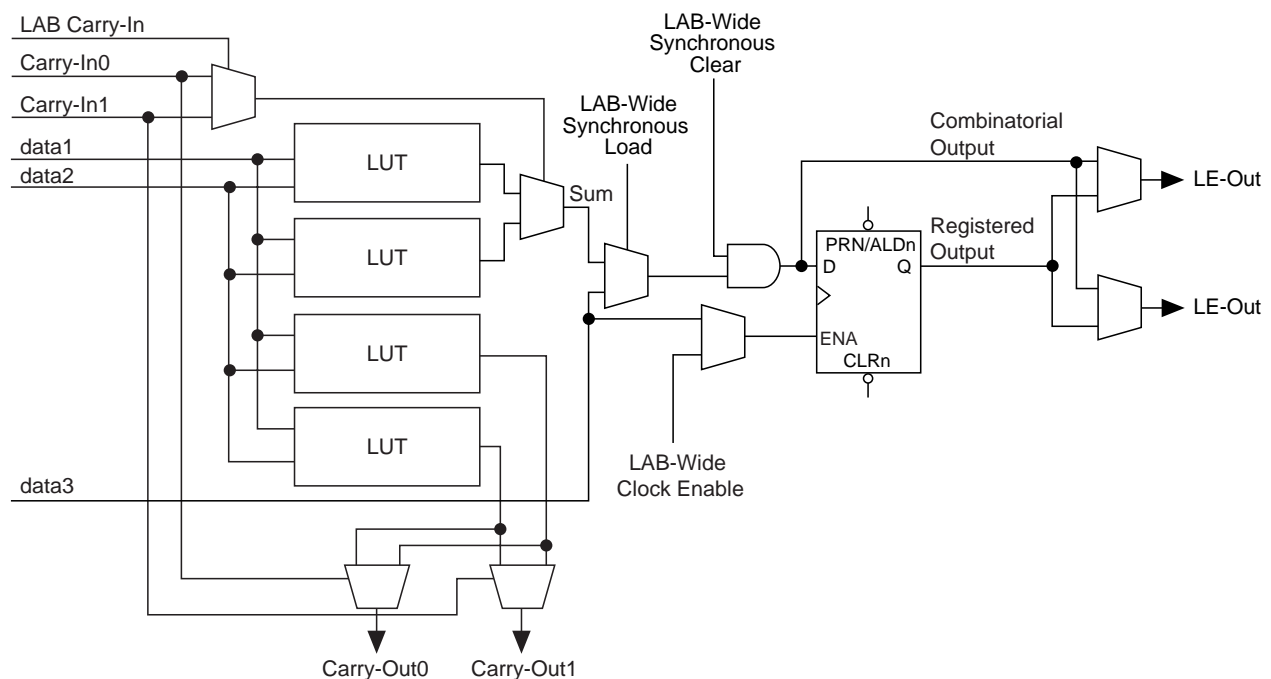 LAB Carry-In
Carry-In0
Carry-In1
data1
data2
data3
LUT
LUT
LUT
LUT
Sum
LAB-Wide
Synchronous
Load
LAB-Wide
Synchronous
Clear
LAB-Wide
Clock Enable
PRN/ALDn
D
Q
ENA
CLRn
Combinatorial
Output
Registered
Output
LE-Out
LE-Out
Carry-Out0
Carry-Out1